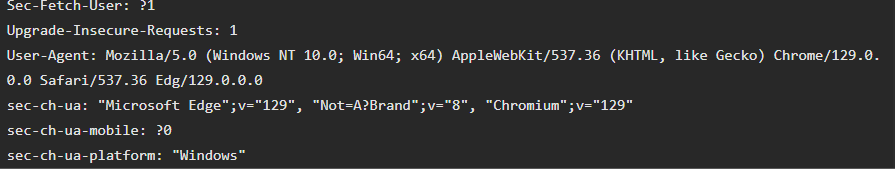 Sec-Fetch-User: ?1
Upgrade-Insecure-Requests: 1
User-Agent: Mozilla/5.0 (Windows NT 10.0; Win64; x64) AppleWebKit/537.36 (KHTML, like Gecko) Chrome/129.0.
0.0 Safari/537.36 Edg/129.0.0.0
sec-ch-ua: "Microsoft Edge";v="129", "Not=A?Brand";v="8", "Chromium";v="129"
sec-ch-ua-mobile: ?0
sec-ch-ua-platform: "Windows"